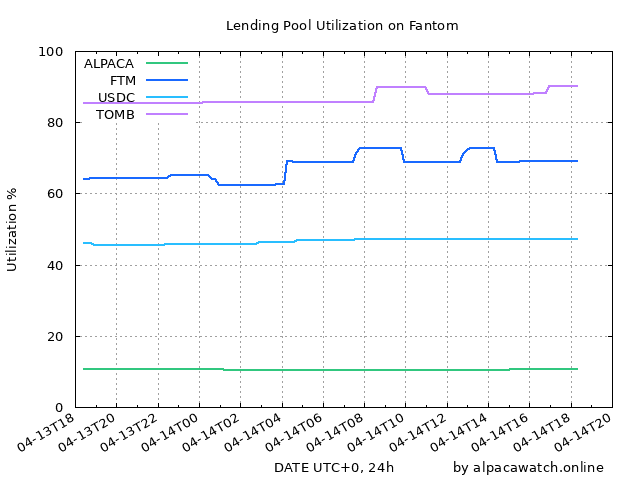 Lending Pool Utilization on Fantom
100
80
60
40
20
0
Utilization %
ALPACA
FTM
USDC
TOMB
04-13T18
04-13T20
04-13T22
04-14T00
04-14T02
04-14T04
04-14T06
04-14T08
04-14T10
04-14T12
04-14T14
04-14T16
04-14T18
04-14T20
DATE UTC+0, 24h
by alpacawatch.online